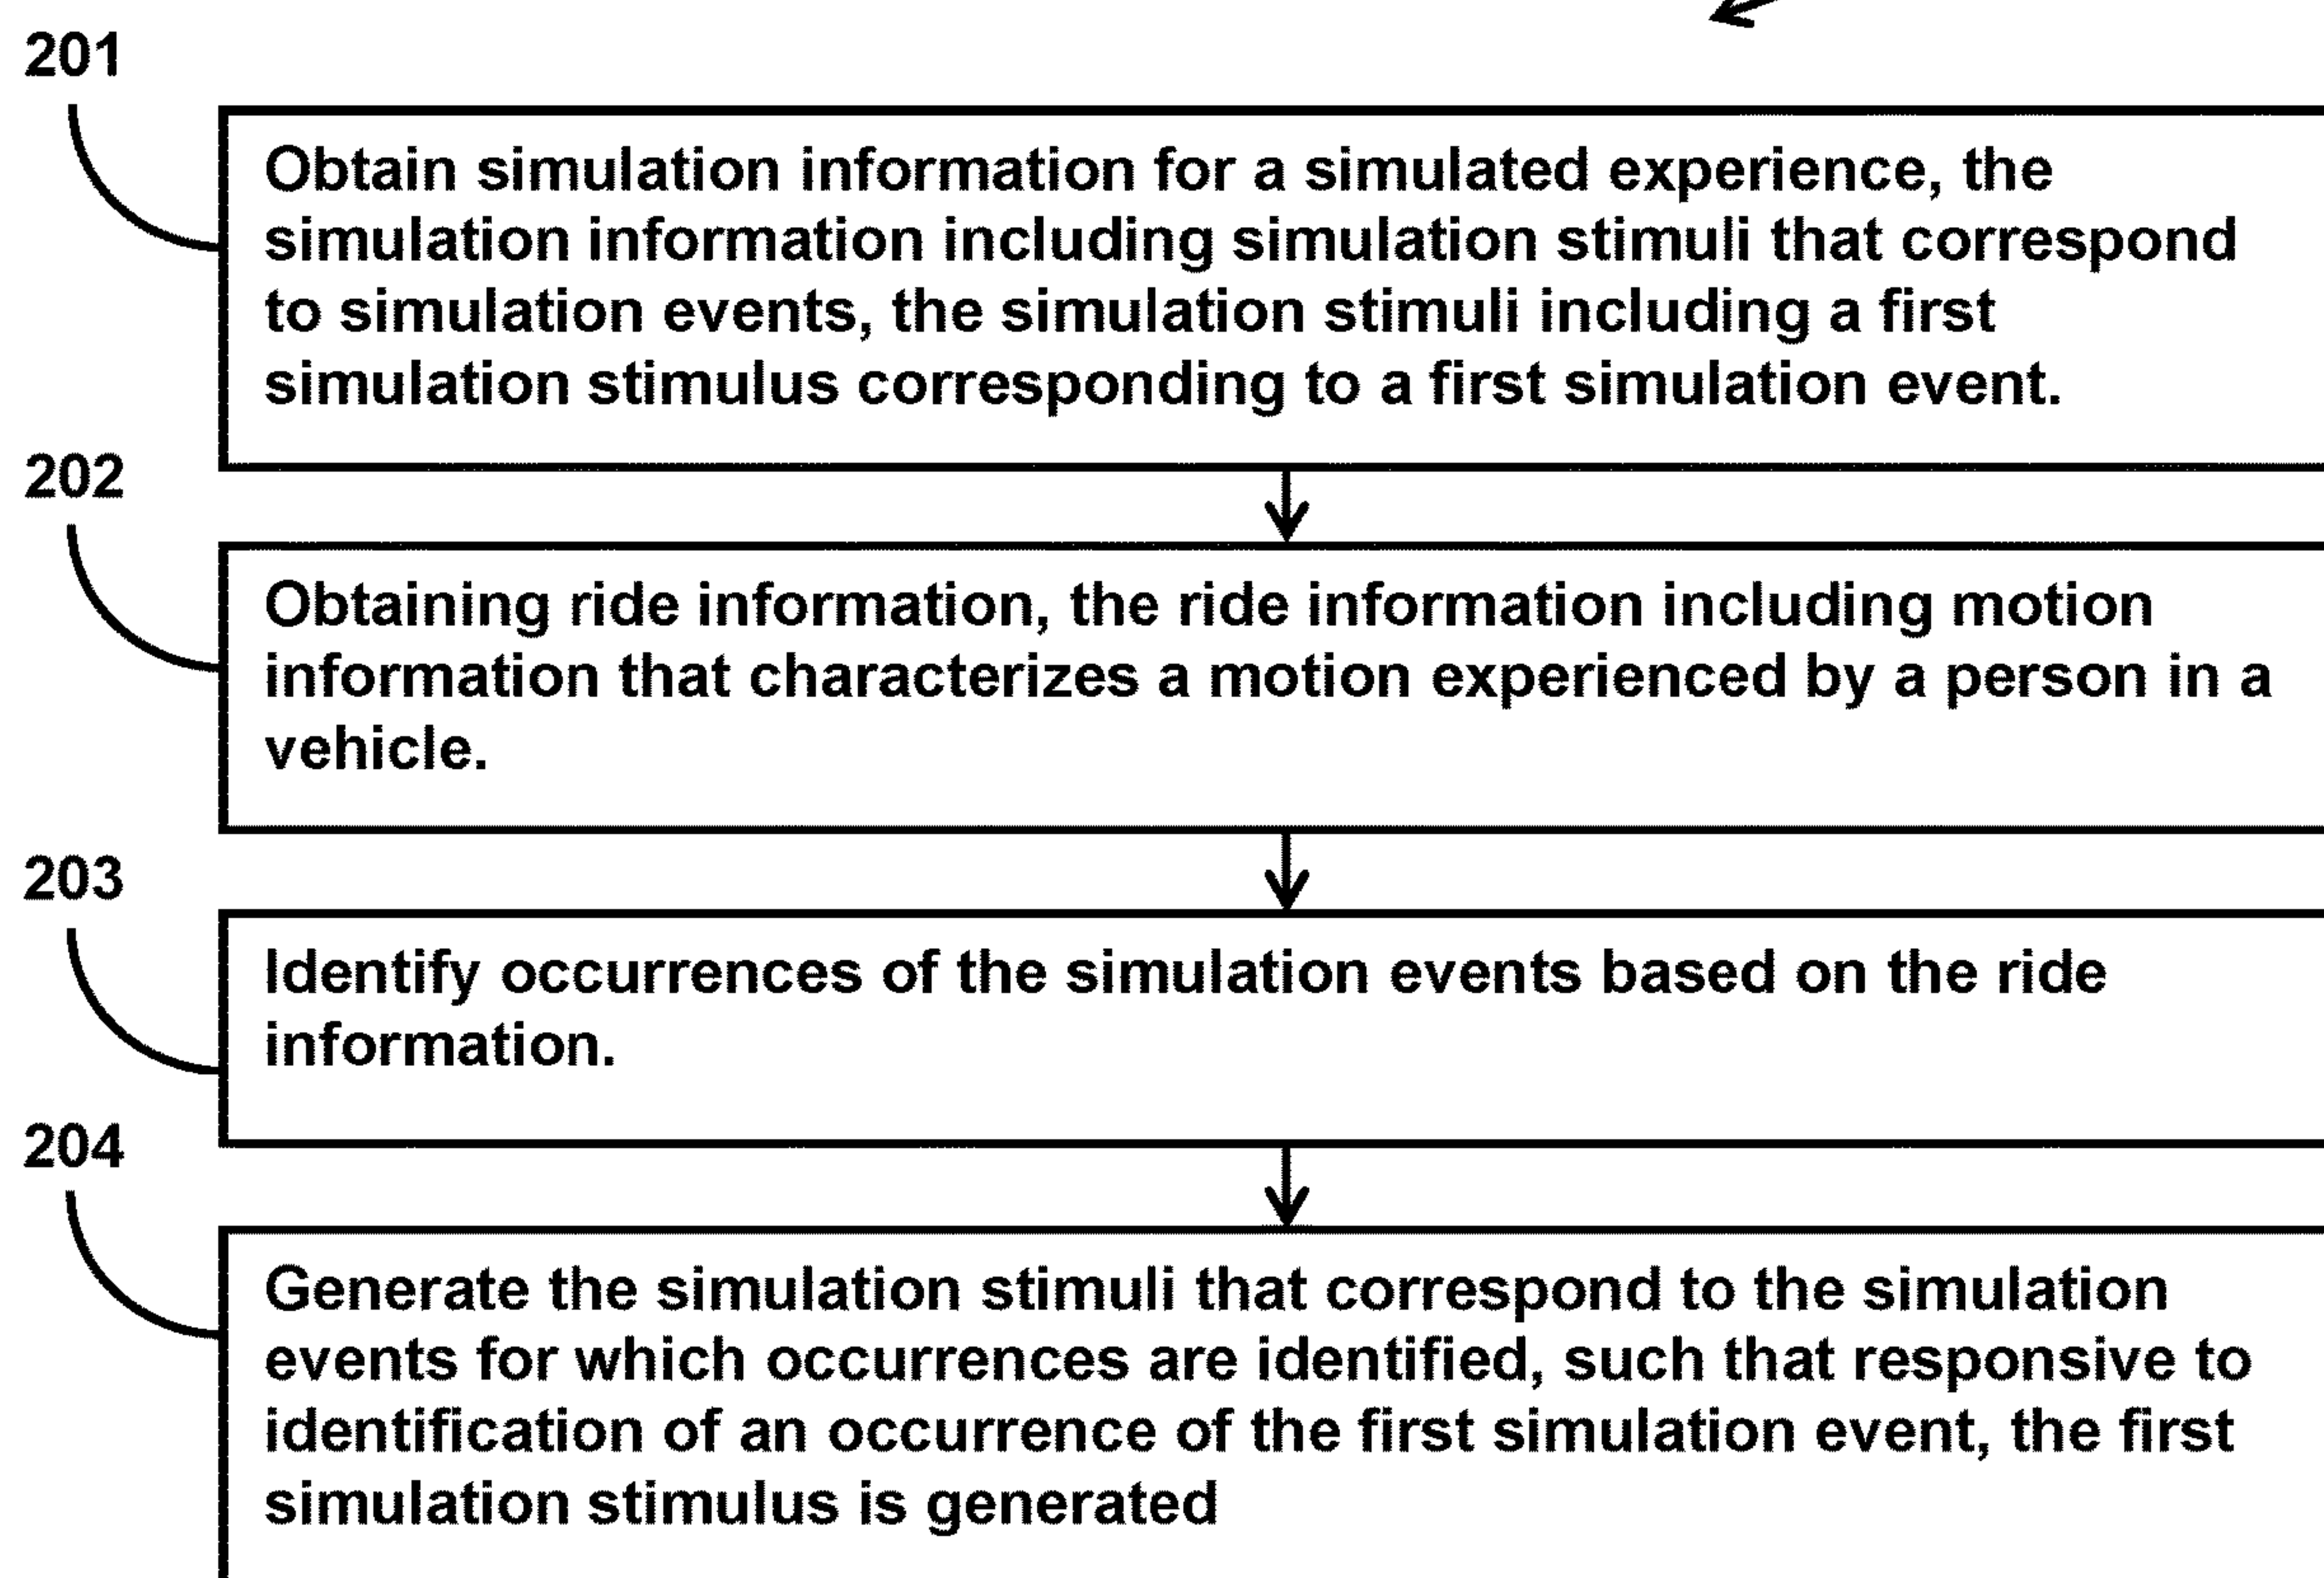 201
Obtain simulation information for a simulated experience, the
simulation information including simulation stimuli that correspond
to simulation events, the simulation stimuli including a first
simulation stimulus corresponding to a first simulation event.
202
Obtaining ride information, the ride information including motion
information that characterizes a motion experienced by a person in a
vehicle.
203
Identify occurrences of the simulation events based on the ride
information.
204
Generate the simulation stimuli that correspond to the simulation
events for which occurrences are identified, such that responsive to
identification of an occurrence of the first simulation event, the first
simulation stimulus is generated